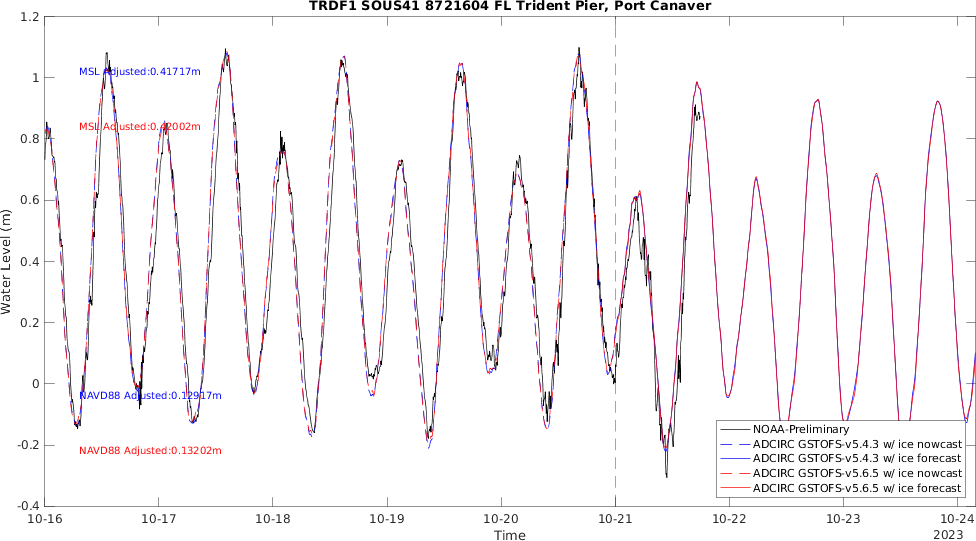 TRDF1 SOUS41 8721604 FL Trident Pier, Port Canaver
1.2
1
0.8
0.6
0.4
0.2
0
-0.2
-0.4
Water Level (m)
MSL Adjusted:0.41717m
MSL Adjusted:0.42002m
NAVD88 Adjusted:0.12917m
NAVD88 Adjusted:0.13202m
NOAA-Preliminary
ADCIRC GSTOFS-v5.4.3 w/ ice nowcast
ADCIRC GSTOFS-v5.4.3 w/ ice forecast
ADCIRC GSTOFS-v5.6.5 w/ ice nowcast
ADCIRC GSTOFS-v5.6.5 w/ ice forecast
10-16 10-17 10-18 10-19 10-20 10-21 10-22 10-23 10-24
2023
Time